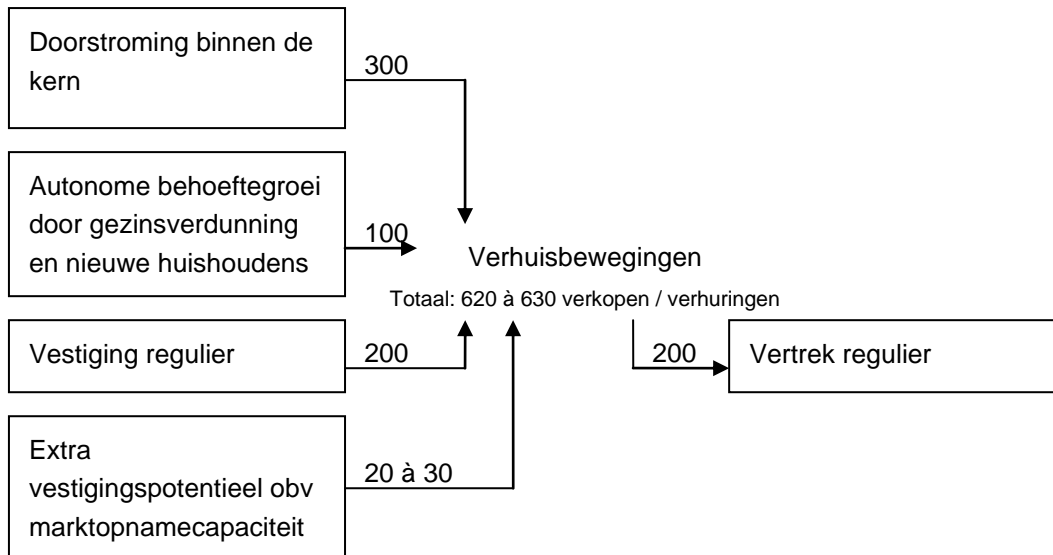 Doorstroming binnen de
kern
300
Autonome behoeftegroei
door gezinsverdunning
en nieuwe huishoudens
100
Verhuisbewegingen
Totaal: 620 à 630 verkopen / verhuringen
Vestiging regulier
200
200
Vertrek regulier
Extra
vestigingspotentieel obv
marktopnamecapaciteit
20 à 30